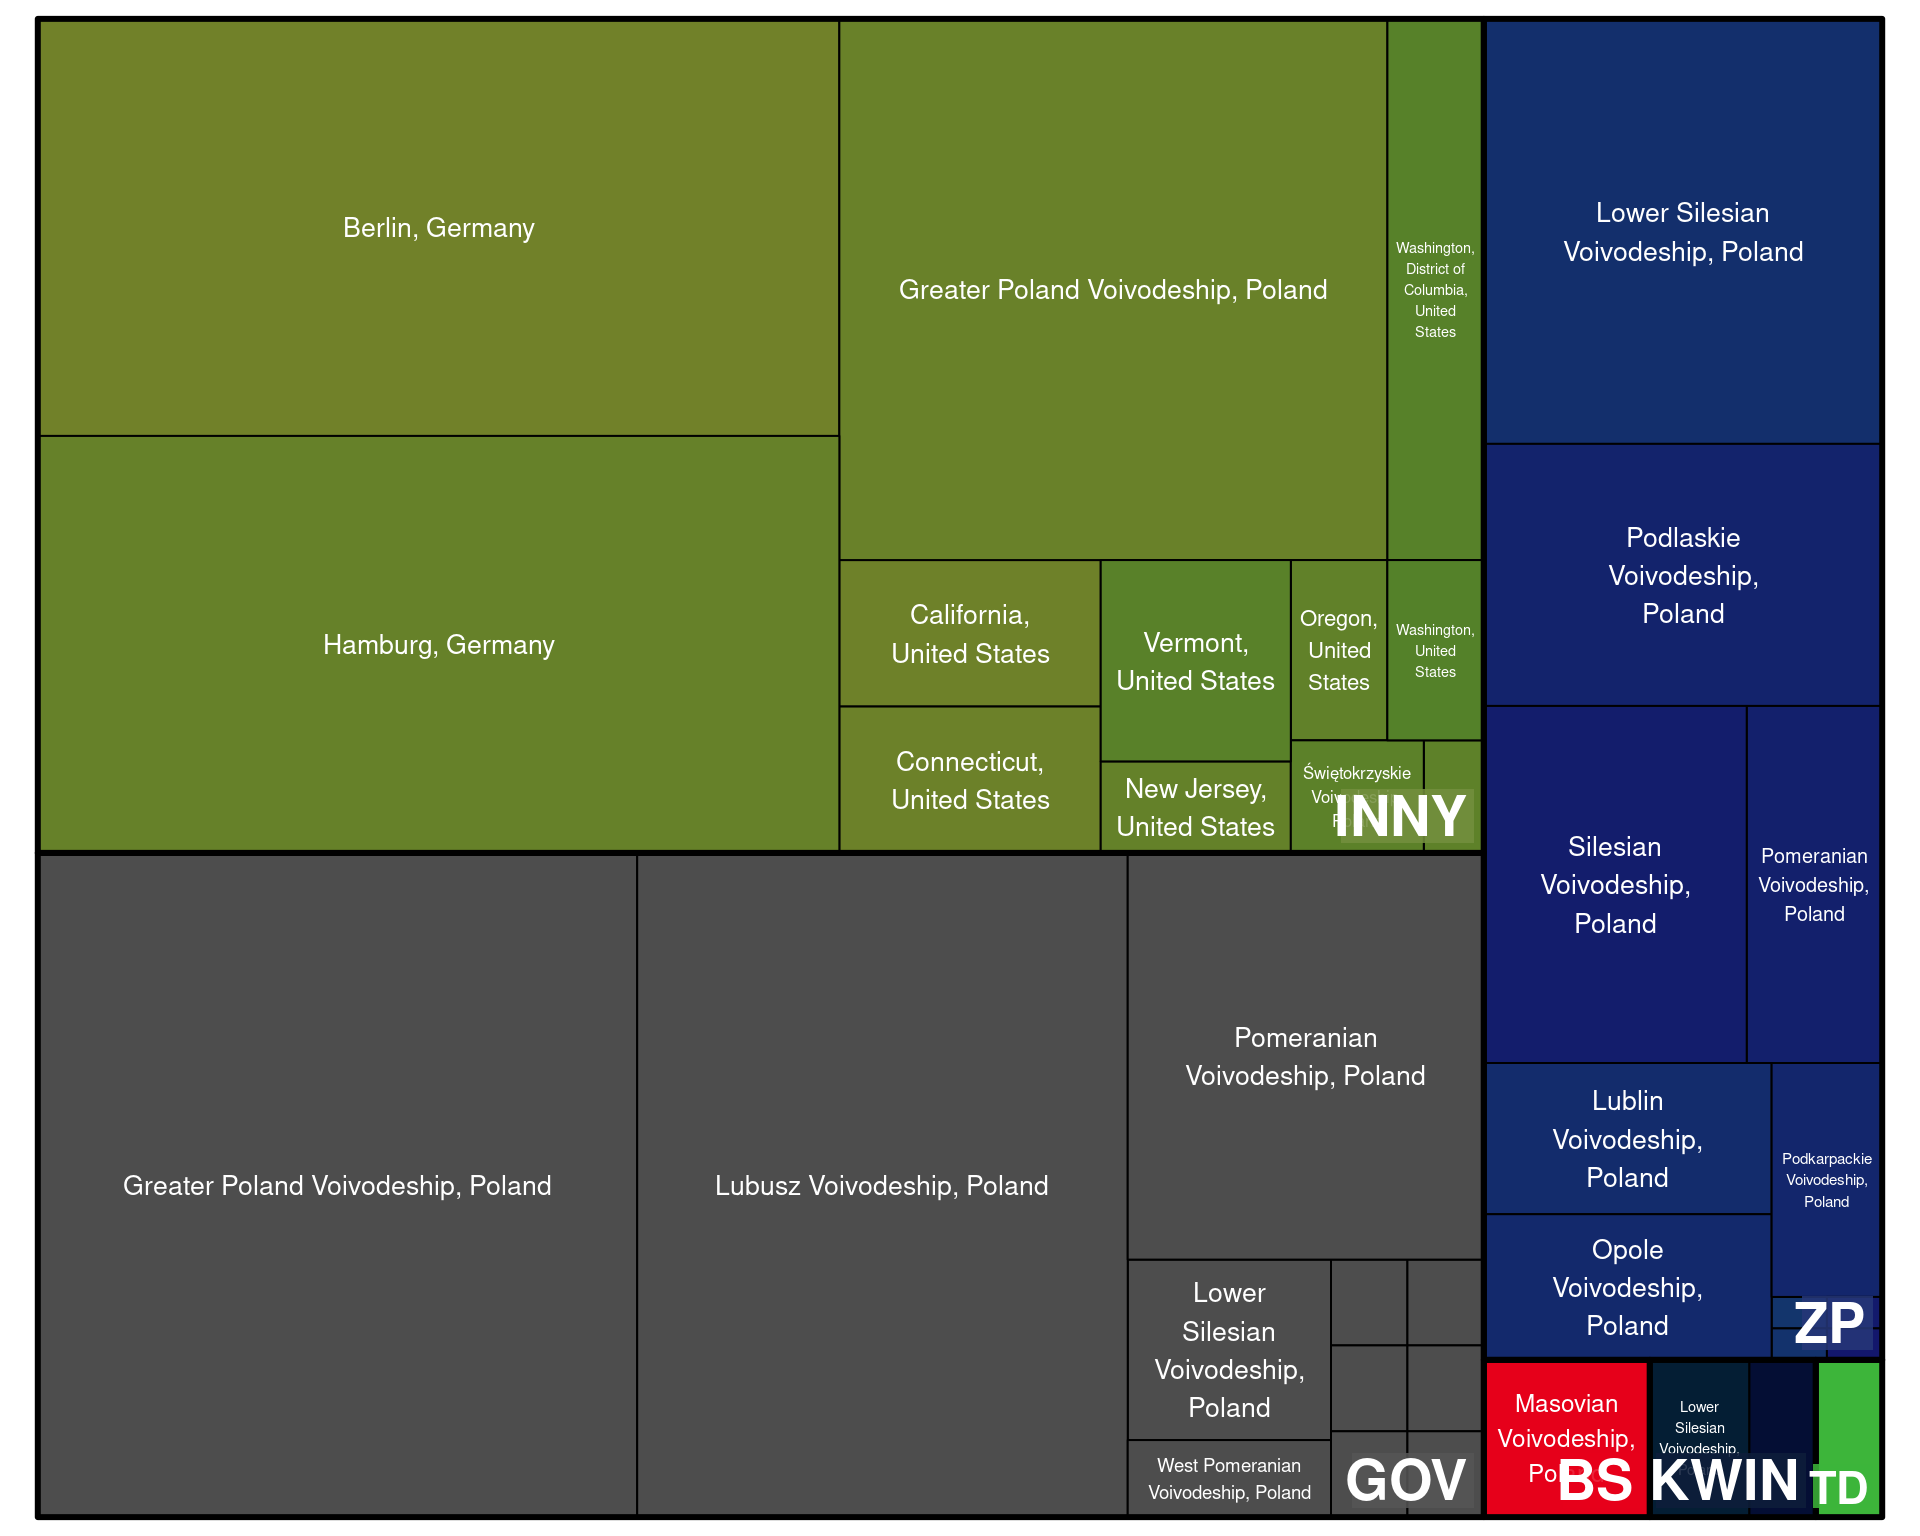 Berlin, Germany
Hamburg, Germany
Greater Poland Voivodeship, Poland
Washington,
District of
Columbia,
United
States
California,
United States
Connecticut,
United States
Vermont,
United States
New Jersey,
United States
Oregon,
United
States
Washington,
United
States
Świętokrzyskie
INNY
Greater Poland Voivodeship, Poland
Lubusz Voivodeship, Poland
Pomeranian
Voivodeship, Poland
Lower
Silesian
Voivodeship,
Poland
West Pomeranian
Voivodeship, Poland
GOV
Lower Silesian
Voivodeship, Poland
Podlaskie
Voivodeship,
Poland
Silesian
Voivodeship,
Poland
Pomeranian
Voivodeship,
Poland
Lublin
Voivodeship,
Poland
Opole
Voivodeship,
Poland
Podkarpackie
Voivodeship,
Poland
ZP
Masovian
Voivodeship,
BS
Lower
Silesian
Voivodeship,
KWIN
TD